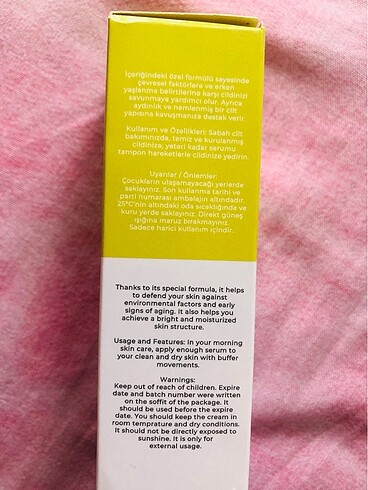 İçeriğindeki özel formülü sayesinde
çevresel faktörlere ve erken
yaşlanma belirtilerine karşı cildinizi
savunmaya yardımcı olur. Ayrıca
aydınlık ve nemlenmiş bir cilt
yapısına kavuşmanıza destek verir.
Kullanım ve Özellikleri: Sabah cilt
bakımınızda, temiz ve kurulanmış
cildinize, yeteri kadar serumu
tampon hareketlerle cildinize yedirin.
Uyarılar / Önlemler:
Çocukların ulaşamayacağı yerlerde
saklayınız. Son kullanma tarihi ve
parti numarası ambalajın altındadır.
25°C'nin altındaki oda sıcaklığında ve
kuru yerde saklayınız. Direkt güneş
ışığına maruz bırakmayınız.
Sadece harici kullanım içindir.
Thanks to its special formula, it helps
to defend your skin against
environmental factors and early
signs of aging. It also helps you
achieve a bright and moisturized
skin structure.
Usage and Features: In your morning
skin care, apply enough serum to
your clean and dry skin with buffer
movements.
Warnings:
Keep out of reach of children. Expire
date and batch number were written
on the soffit of the package. It
should be used before the expire
date. You should keep the cream in
room temprature and dry conditions.
It should not be directly exposed to
sunshine. It is only for
external usage.